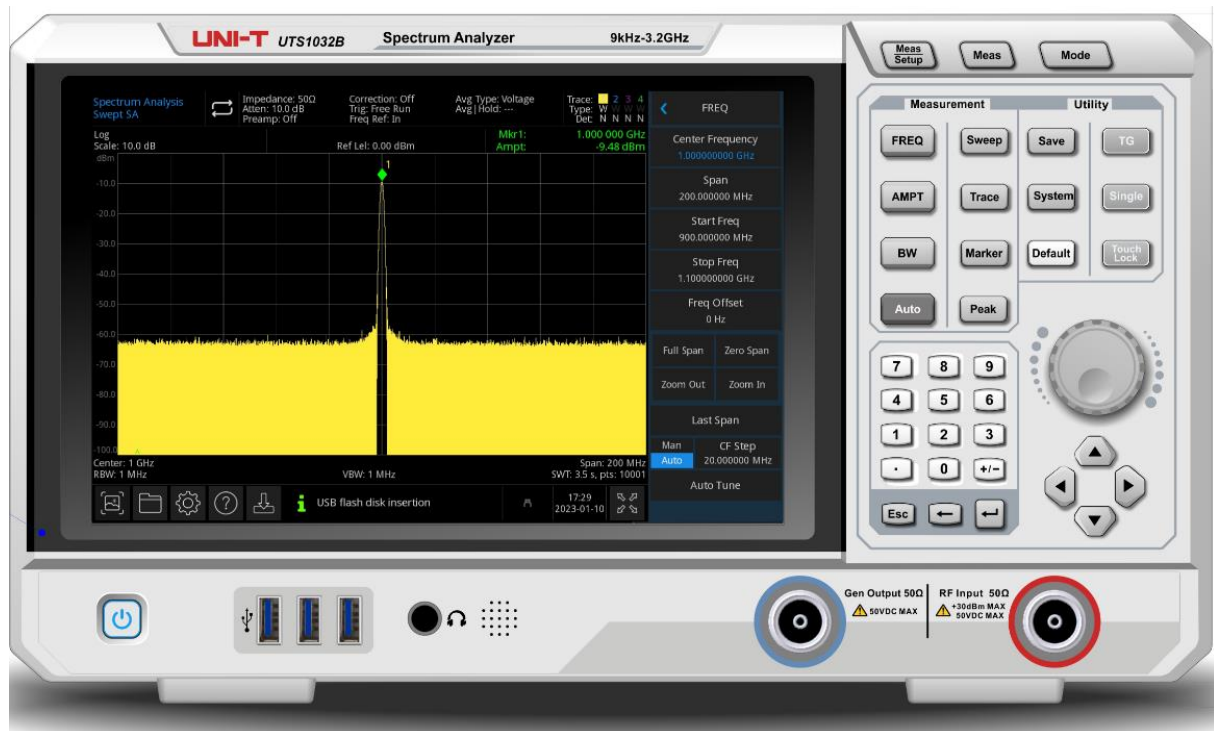 UNI-T UTS1032B Spectrum Analyzer 9kHz-3.2GHz
Meas Setup
Meas
Mode
Spectrum Analysis
Swept SA
Impedance: 50Ω
Atten: 10.0 dB
Preamp: Off
Correction: Off
Trig: Free Run
Freq Ref: In
Avg Type: Voltage
Avg|Hold: ---
Trace: 2 3 4
Type: W W W W
Det: N N N N
Log
Scale: 10.0 dB
Ref Lel: 0.00 dBm
Mkr1: 1.000 000 GHz
Ampt: -9.48 dBm
dBm
1
-10.0
-20.0
-30.0
-40.0
-50.0
-60.0
-70.0
-80.0
-90.0
-100.0
Center: 1 GHz
RBW: 1 MHz
VBW: 1 MHz
Span: 200 MHz
SWT: 3.5 s, pts: 10001
USB flash disk insertion
17:29
2023-01-10
FREQ
Center Frequency
1.000000000 GHz
Span
200.000000 MHz
Start Freq
900.000000 MHz
Stop Freq
1.100000000 GHz
Freq Offset
0 Hz
Full Span
Zero Span
Zoom Out
Zoom In
Last Span
Man
Auto
CF Step
20.000000 MHz
Auto Tune
Measurement
Utility
FREQ
Sweep
Save
TG
AMPT
Trace
System
Single
BW
Marker
Default
Touch Lock
Auto
Peak
7 8 9
4 5 6
1 2 3
. 0 +/-
Esc
Gen Output 50Ω
50VDC MAX
RF Input 50Ω
+30dBm MAX
50VDC MAX